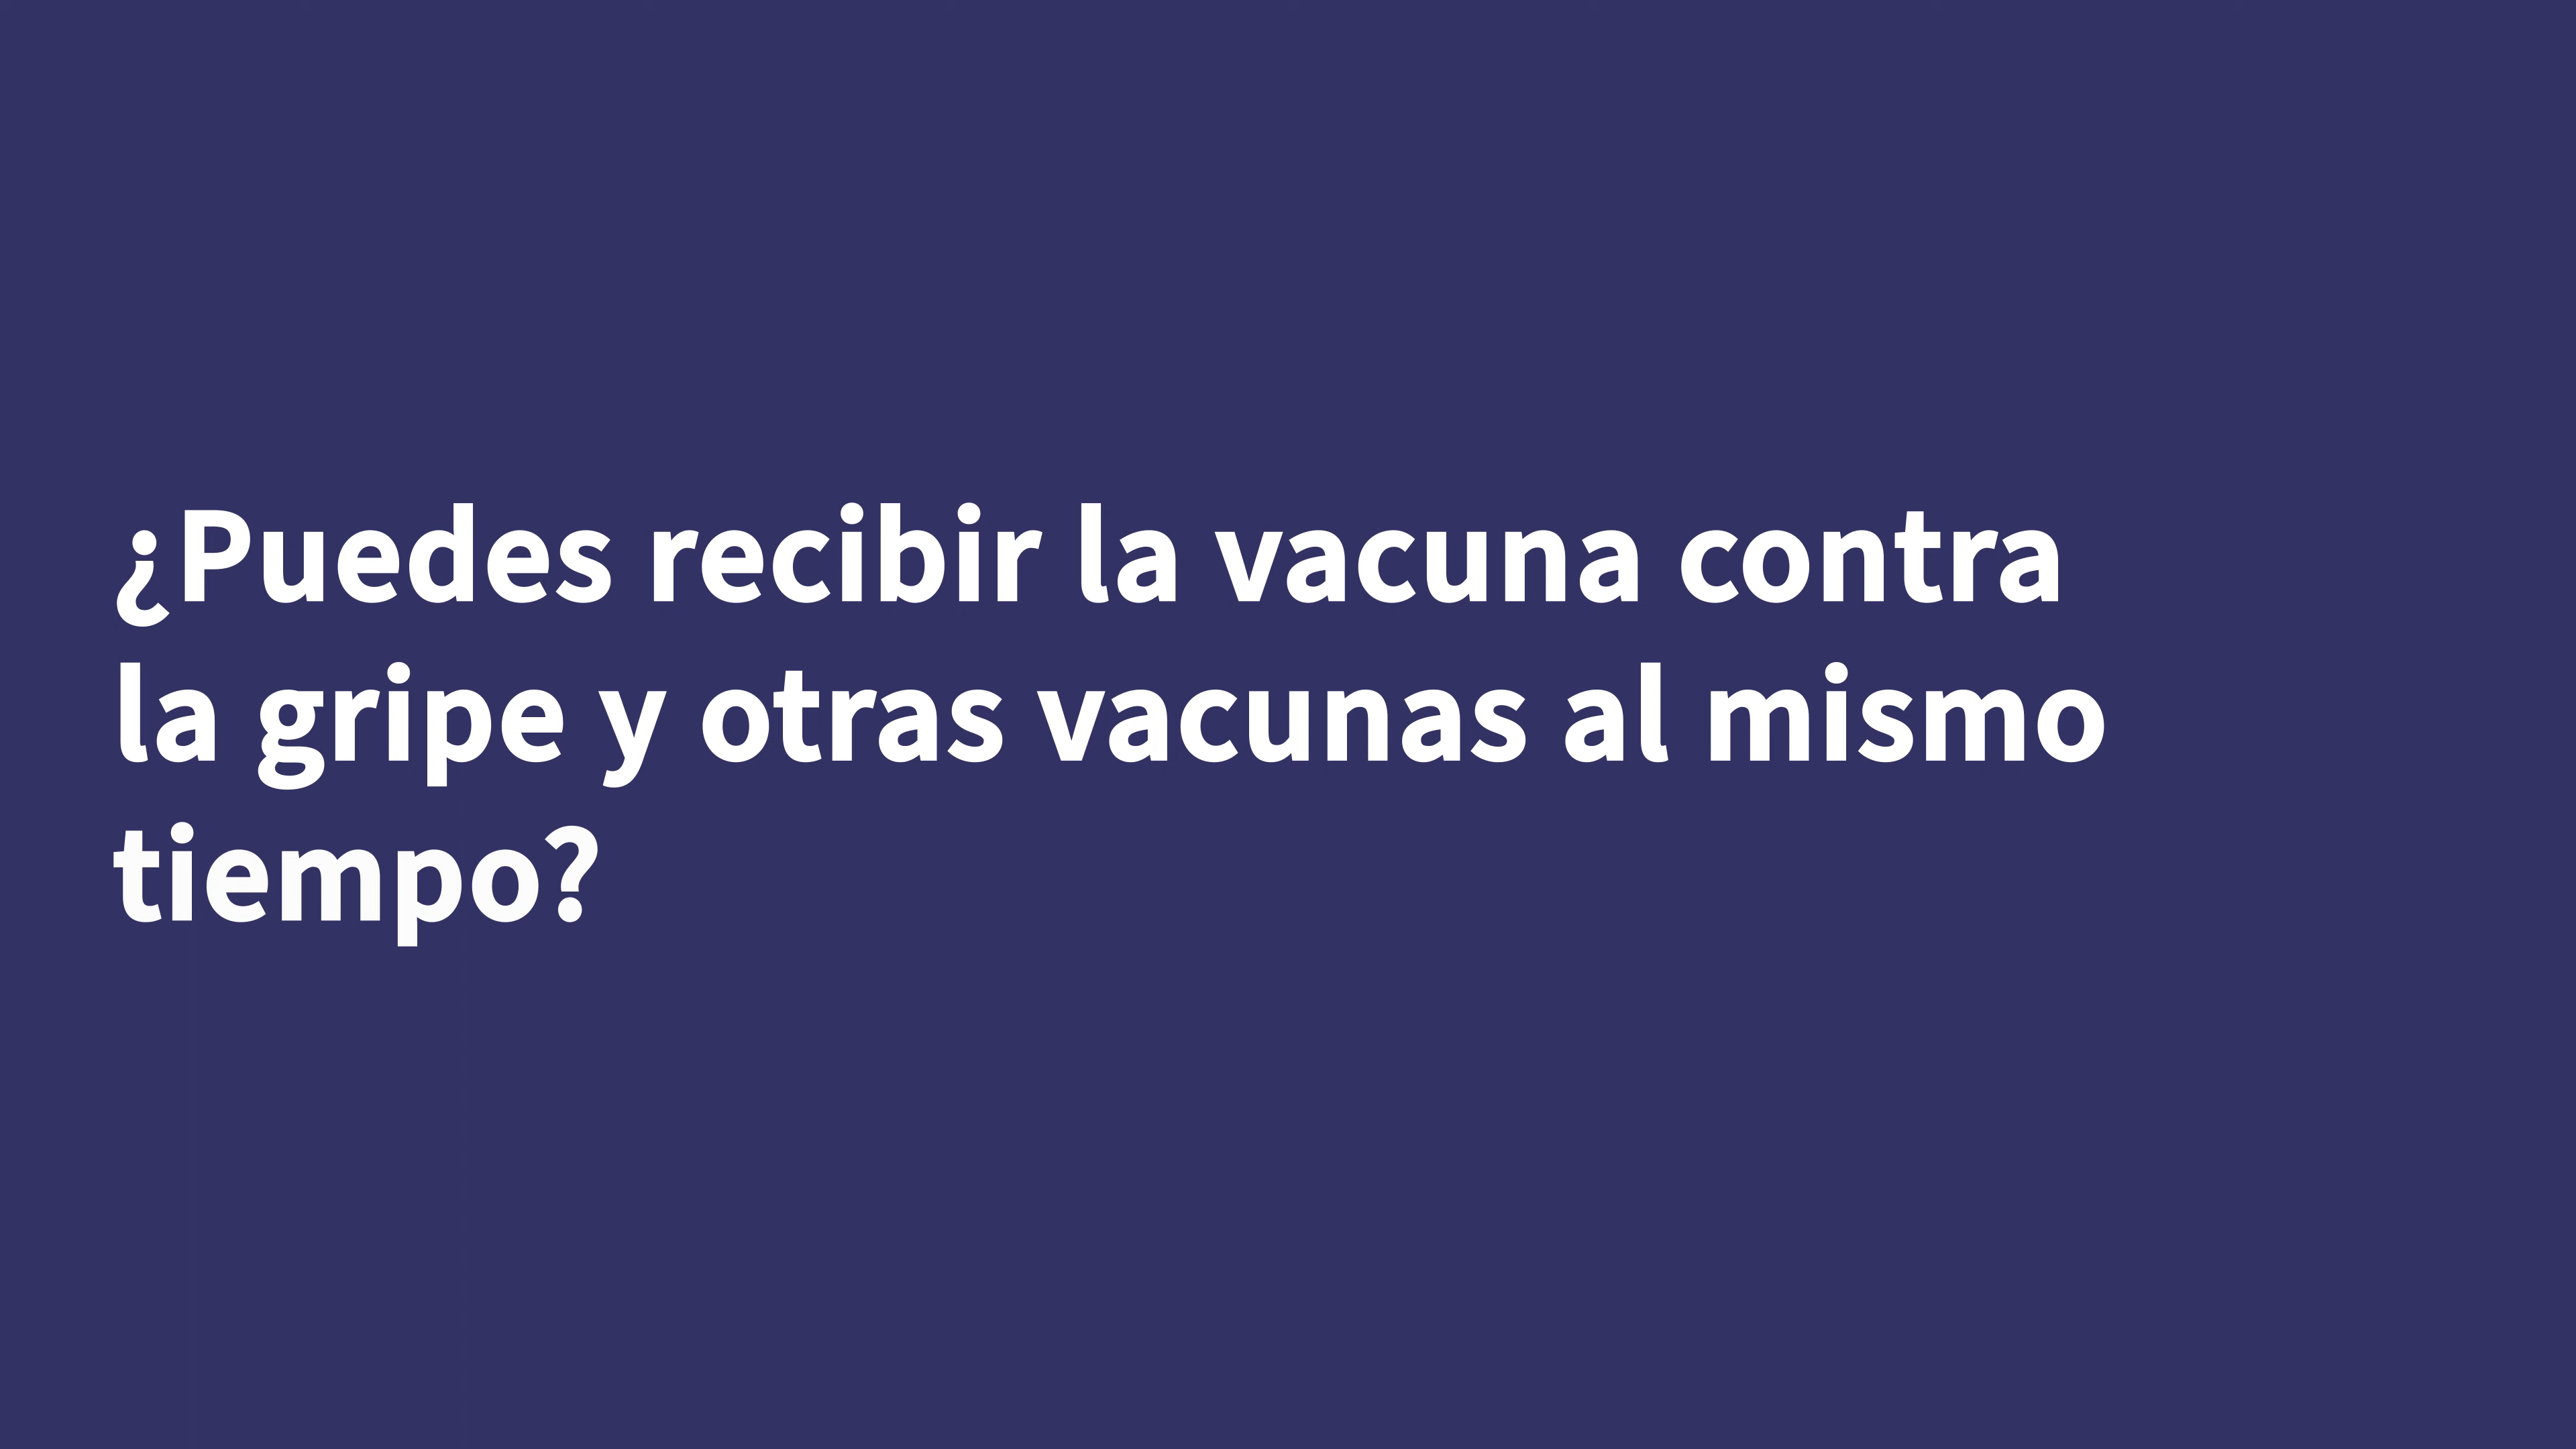 ¿Puedes recibir la vacuna contra
la gripe y otras vacunas al mismo
tiempo?